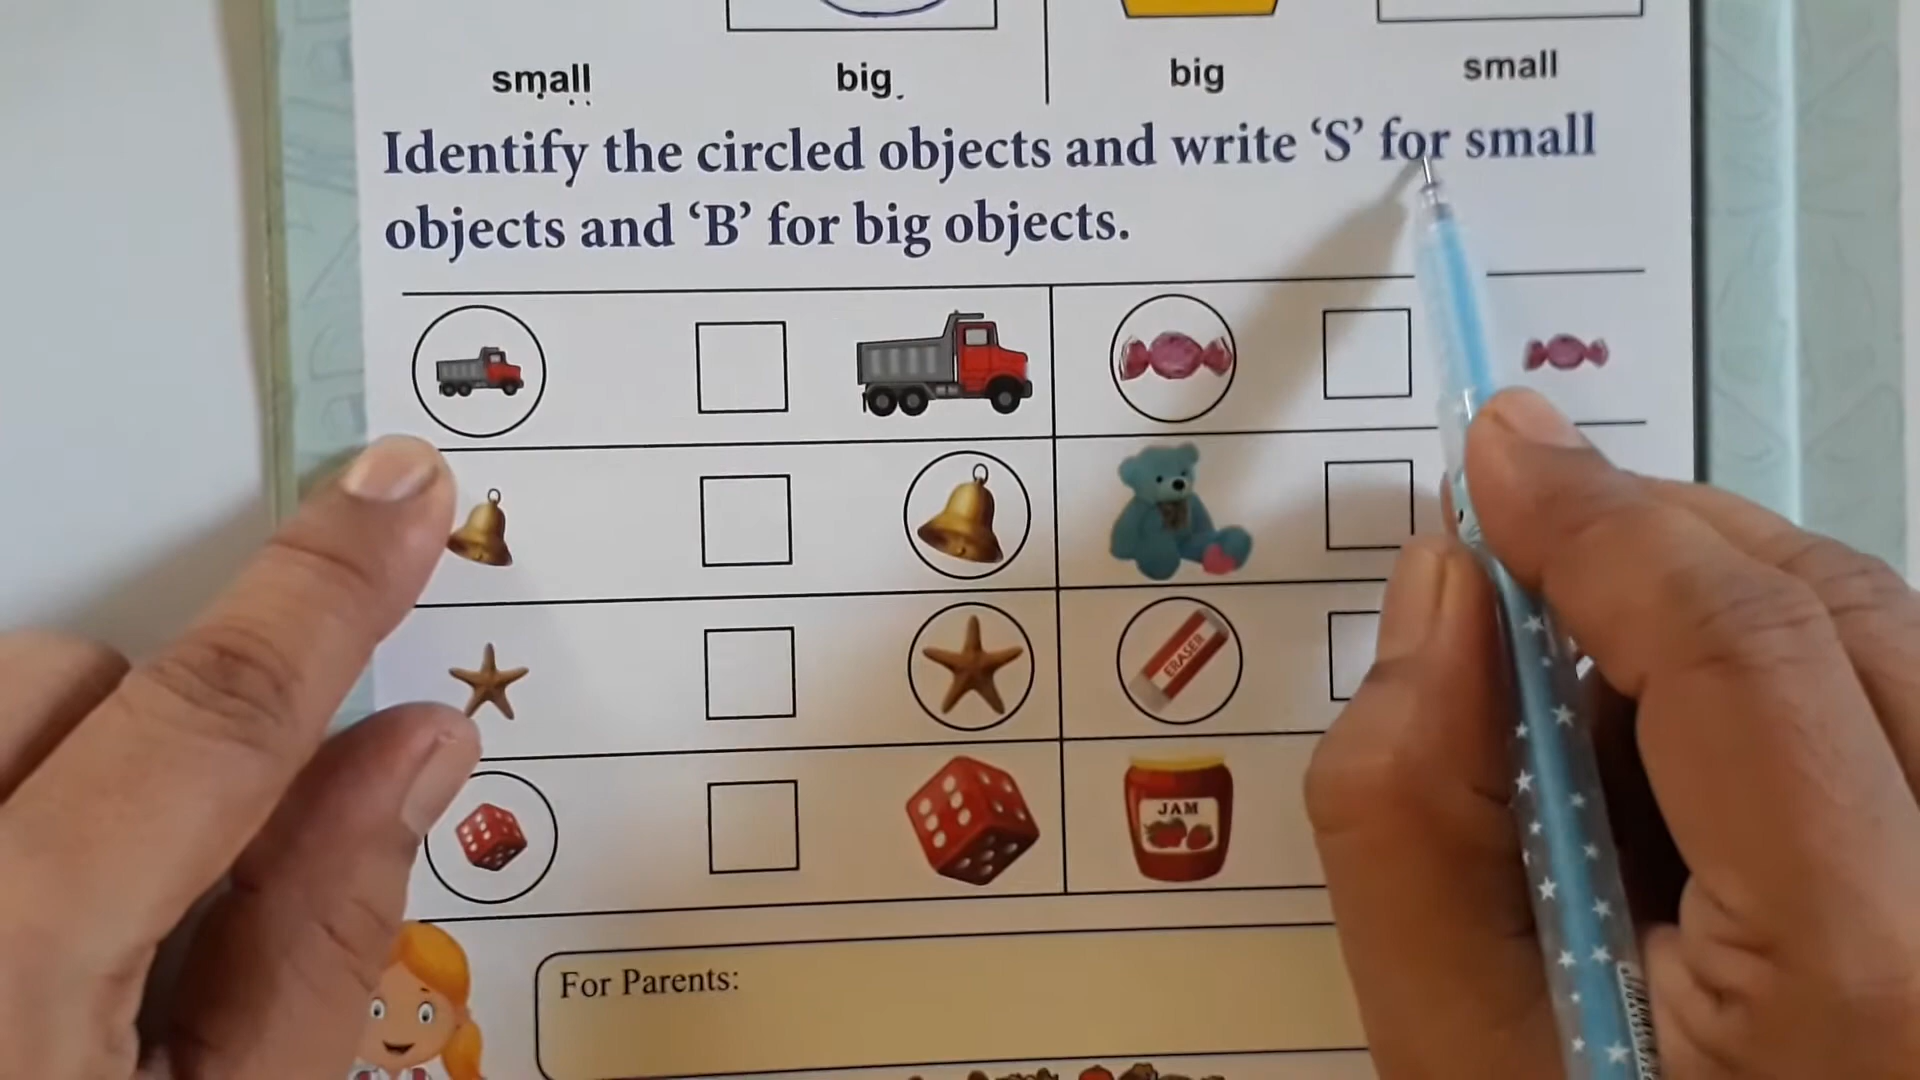 small big. big small
Identify the circled objects and write ‘S’ for small
objects and ‘B’ for big objects.
ERASER
JAM
For Parents: